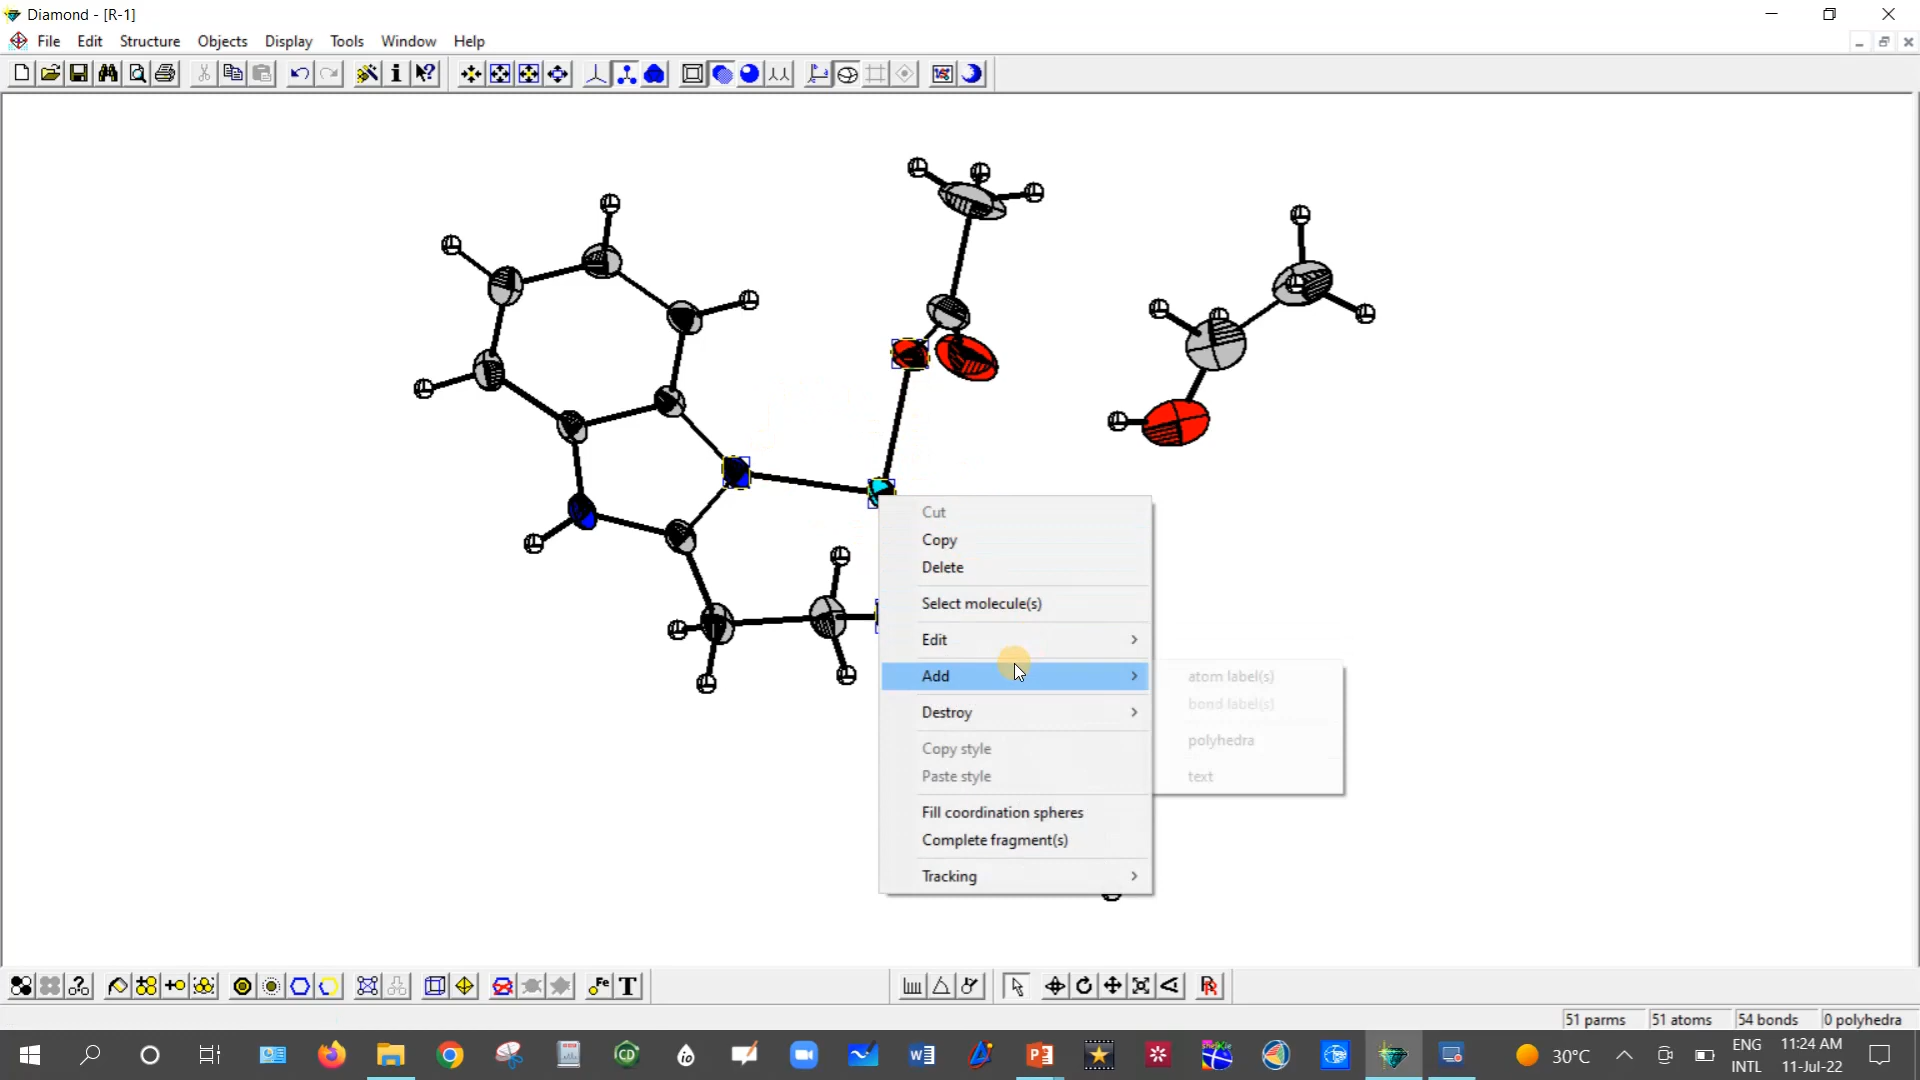 Diamond - [R-1]
File Edit Structure Objects Display Tools Window Help
Cut
Copy
Delete
Select molecule(s)
Edit
Add
atom label(s)
bond label(s)
Destroy
polyhedra
Copy style
text
Paste style
Fill coordination spheres
Complete fragment(s)
Tracking
Fe T
51 parms 51 atoms 54 bonds 0 polyhedra
30°C
ENG 11:24 AM
INTL 11-Jul-22